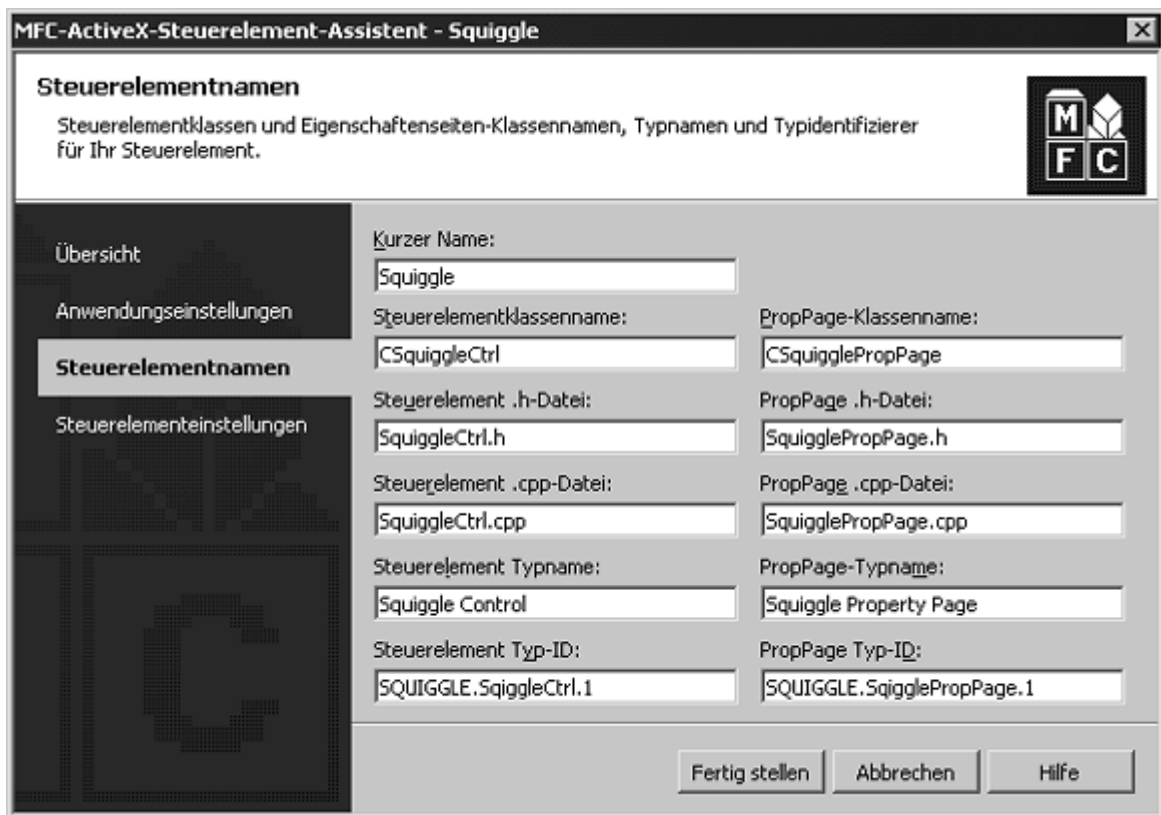 MFC-ActiveX-Steuerelement-Assistent - Squiggle
Steuerelementnamen
Steuerelementklassen und Eigenschaftenseiten-Klassennamen, Typnamen und Typidentifizierer
für Ihr Steuerelement.
M
F C
Übersicht
Anwendungseinstellungen
Steuerelementnamen
Steuerelementeinstellungen
Kurzer Name:
Squiggle
Steuerelementklassenname: PropPage-Klassenname:
CSquiggleCtrl CSquigglePropPage
Steuerelement .h-Datei: PropPage .h-Datei:
SquiggleCtrl.h SquigglePropPage.h
Steuerelement .cpp-Datei: PropPage .cpp-Datei:
SquiggleCtrl.cpp SquigglePropPage.cpp
Steuerelement Typname: PropPage-Typname:
Squiggle Control Squiggle Property Page
Steuerelement Typ-ID: PropPage Typ-ID:
SQUIGGLE.SqiggleCtrl.1 SQUIGGLE.SqigglePropPage.1
C
Fertig stellen Abbrechen Hilfe